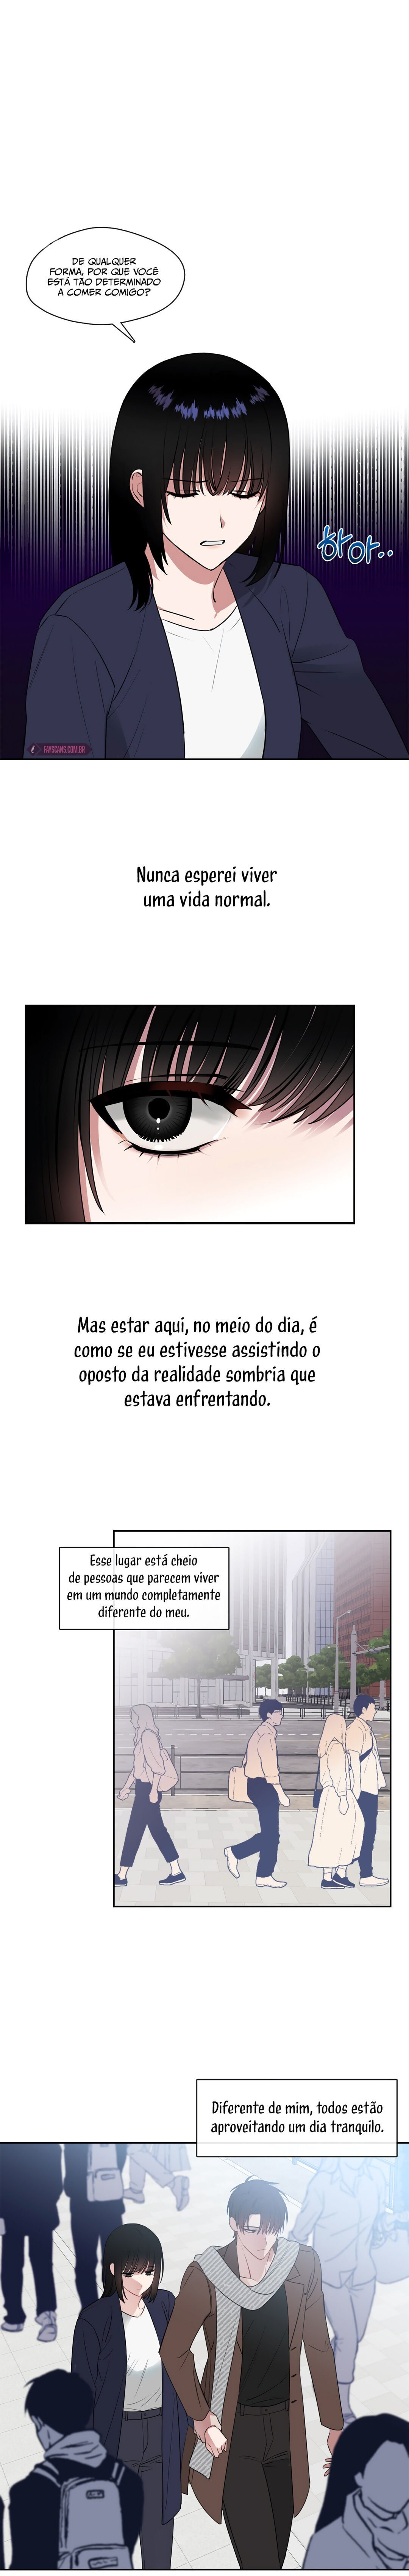 DE QUALQUER
FORMA, POR QUE VOCÊ
ESTÁ TÃO DETERMINADO
A COMER COMIGO?
하아..
FAYSCANS.COM.BR
Nunca esperei viver
uma vida normal.
Mas estar aqui, no meio do dia, é
como se eu estivesse assistindo o
oposto da realidade sombria que
estava enfrentando.
Esse lugar está cheio
de pessoas que parecem viver
em um mundo completamente
diferente do meu.
Diferente de mim, todos estão
aproveitando um dia tranquilo.